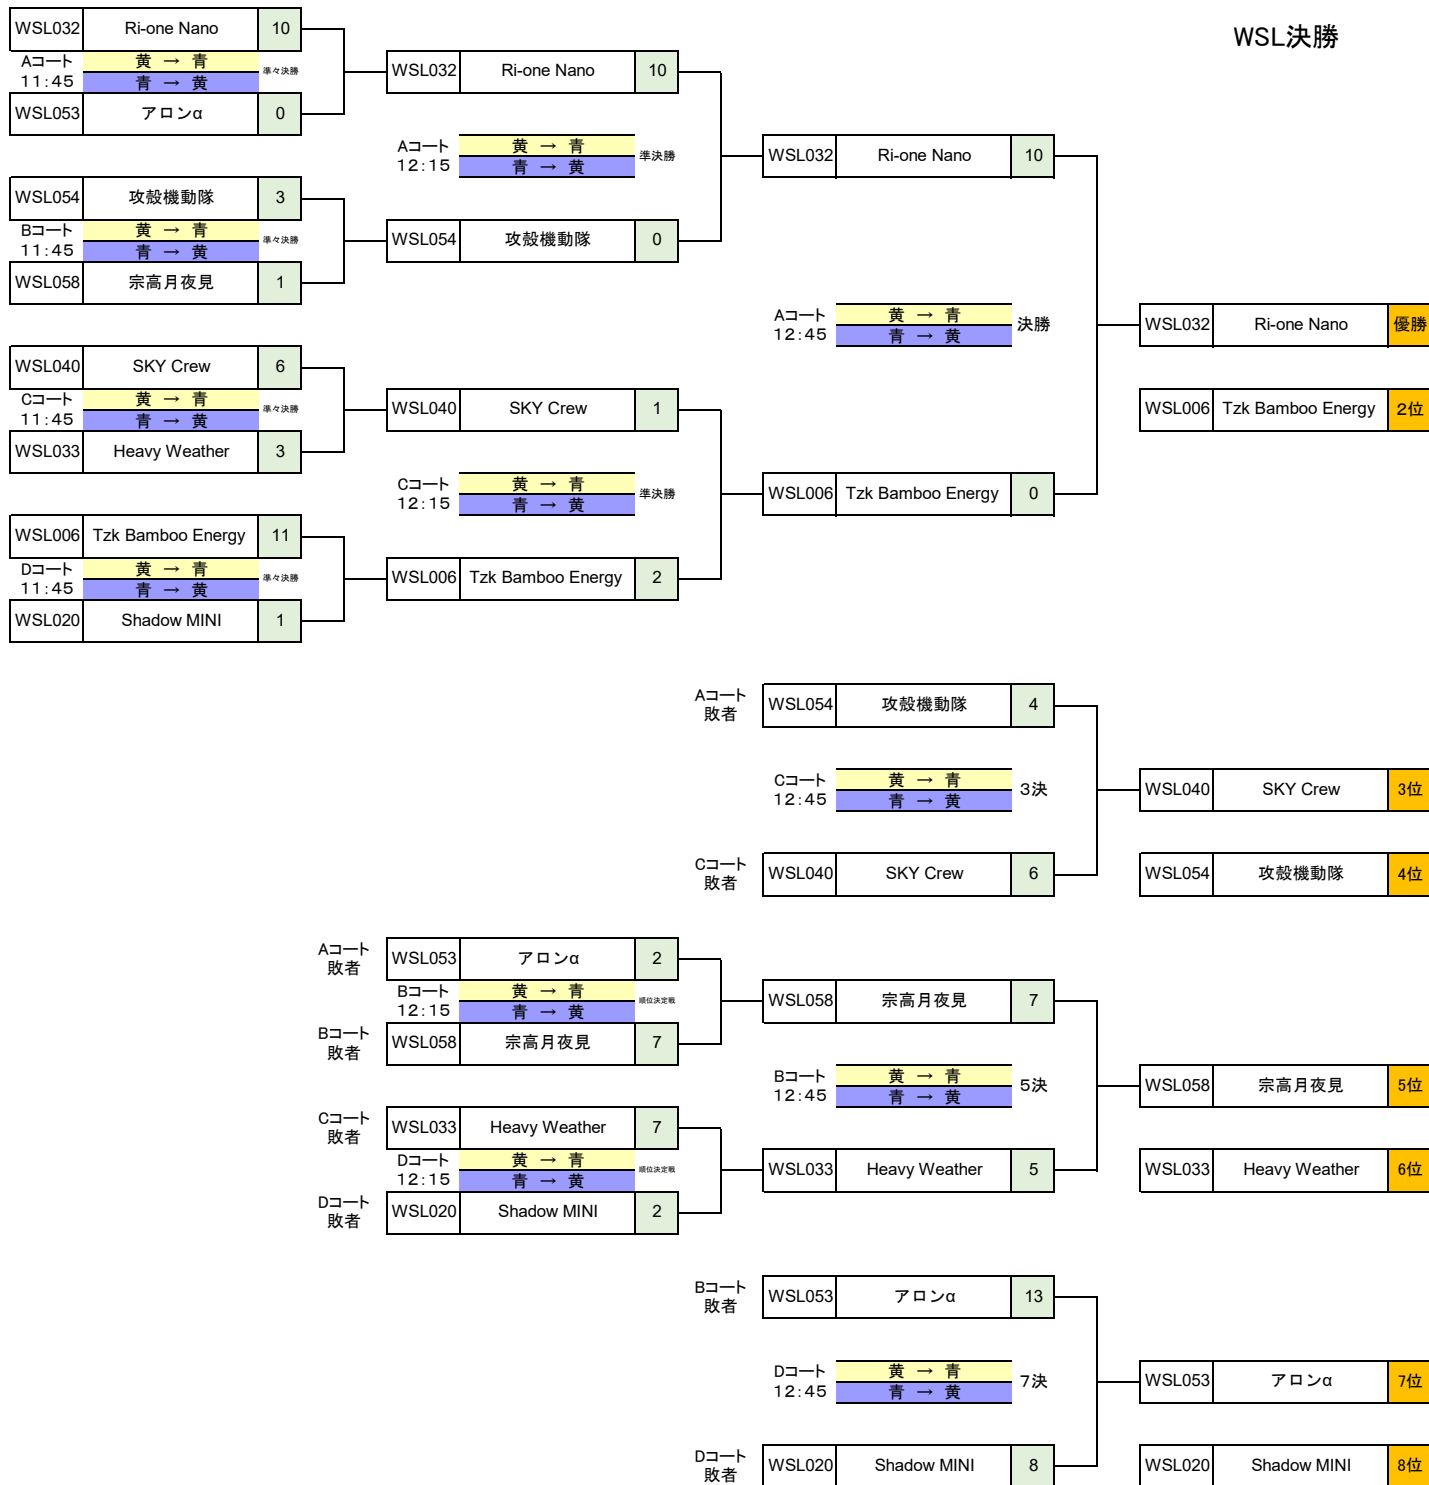 WSL決勝
WSL032 Ri-one Nano 10
Aコート 黄 → 青 準々決勝
11:45 青 → 黄
WSL053 アロンα 0
WSL032 Ri-one Nano 10
Aコート 黄 → 青 準決勝
12:15 青 → 黄
WSL032 Ri-one Nano 10
WSL054 攻殻機動隊 3
Bコート 黄 → 青 準々決勝
11:45 青 → 黄
WSL058 宗高月夜見 1
WSL054 攻殻機動隊 0
Aコート 黄 → 青 決勝
12:45 青 → 黄
WSL032 Ri-one Nano 優勝
WSL006 Tzk Bamboo Energy 2位
WSL040 SKY Crew 6
Cコート 黄 → 青 準々決勝
11:45 青 → 黄
WSL033 Heavy Weather 3
WSL040 SKY Crew 1
Cコート 黄 → 青 準決勝
12:15 青 → 黄
WSL006 Tzk Bamboo Energy 0
WSL006 Tzk Bamboo Energy 11
Dコート 黄 → 青 準々決勝
11:45 青 → 黄
WSL020 Shadow MINI 1
WSL006 Tzk Bamboo Energy 2
Aコート
敗者
WSL054 攻殻機動隊 4
Cコート 黄 → 青 3決
12:45 青 → 黄
WSL040 SKY Crew 3位
Cコート
敗者
WSL040 SKY Crew 6
WSL054 攻殻機動隊 4位
Aコート
敗者
WSL053 アロンα 2
Bコート 黄 → 青 順位決定戦
12:15 青 → 黄
Bコート
敗者
WSL058 宗高月夜見 7
WSL058 宗高月夜見 7
Bコート 黄 → 青 5決
12:45 青 → 黄
WSL058 宗高月夜見 5位
Cコート
敗者
WSL033 Heavy Weather 7
Dコート 黄 → 青 順位決定戦
12:15 青 → 黄
Dコート
敗者
WSL020 Shadow MINI 2
WSL033 Heavy Weather 5
WSL033 Heavy Weather 6位
Bコート
敗者
WSL053 アロンα 13
Dコート 黄 → 青 7決
12:45 青 → 黄
WSL053 アロンα 7位
Dコート
敗者
WSL020 Shadow MINI 8
WSL020 Shadow MINI 8位